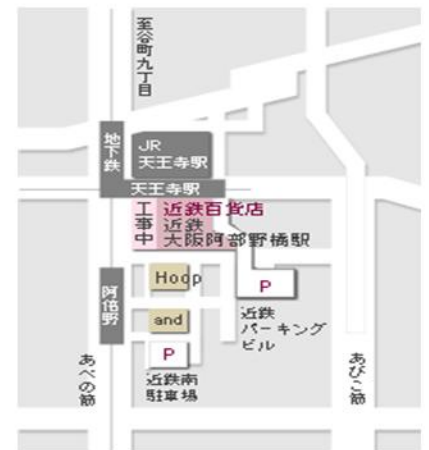 至谷町九丁目
地下鉄
JR
天王寺駅
天王寺駅
工事中
近鉄百貨店
近鉄
大阪阿部野橋駅
Hoop
P
阿倍野
and
近鉄
パーキング
ビル
P
近鉄南
駐車場
あべの筋
あびこ筋